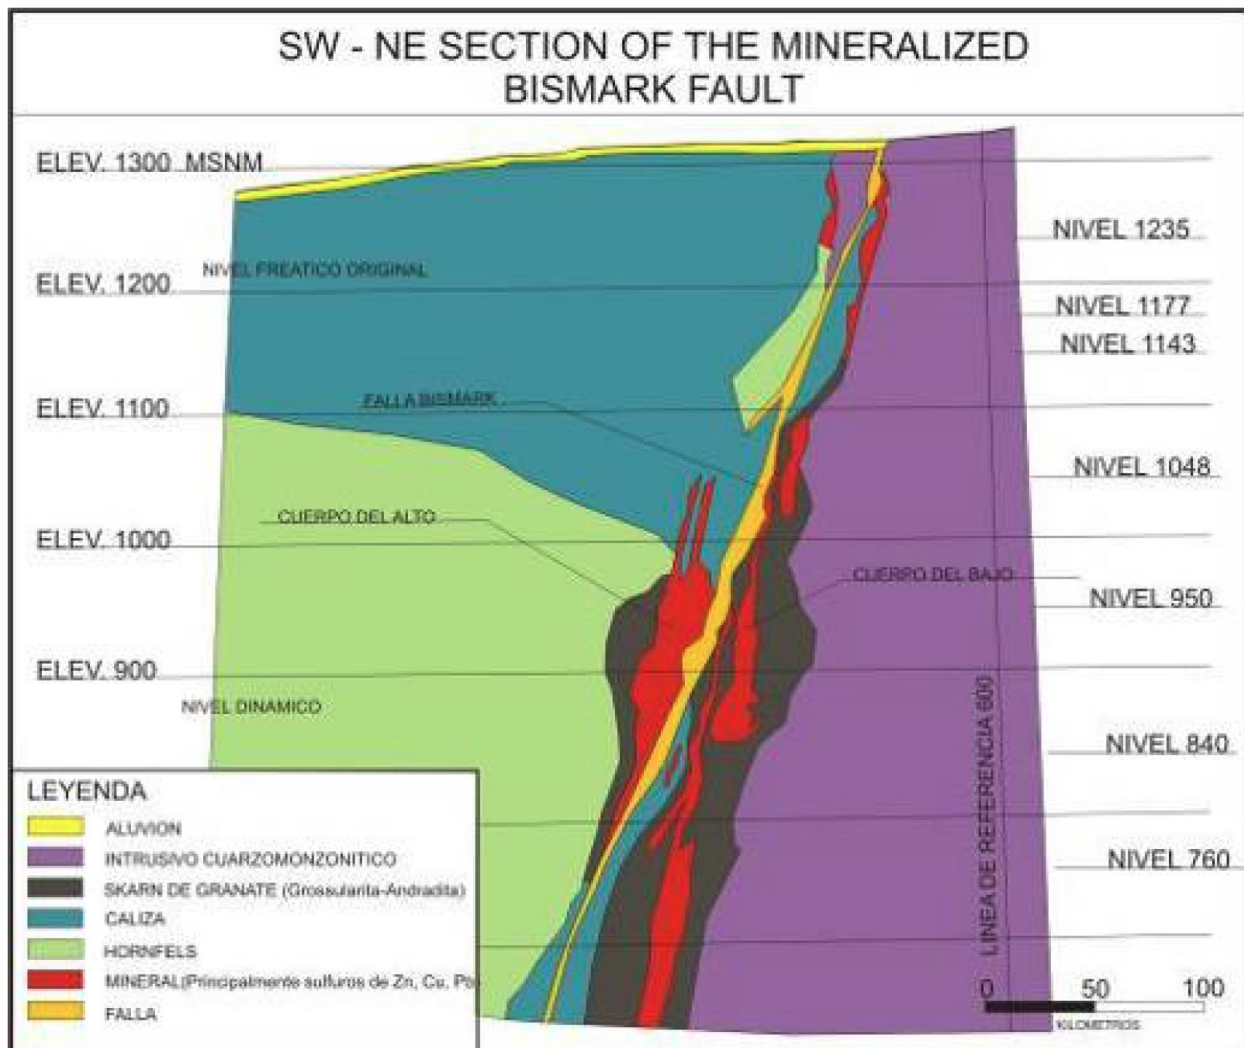 SW - NE SECTION OF THE MINERALIZED
BISMARK FAULT
ELEV. 1300 MSNM
NIVEL 1235
NIVEL FREATICO ORIGINAL
ELEV. 1200
NIVEL 1177
NIVEL 1143
FALLA BISMARK
ELEV. 1100
NIVEL 1048
CUERPO DEL ALTO
ELEV. 1000
CUERPO DEL BAJO
NIVEL 950
ELEV. 900
NIVEL DINAMICO
LINEA DE REFERENCIA 600
NIVEL 840
NIVEL 760
LEYENDA
ALUVION
INTRUSIVO CUARZOMONZONITICO
SKARN DE GRANATE (Grossularita-Andradita)
CALIZA
HORNFELS
MINERAL(Principalmente sulfuros de Zn, Cu, Pb)
FALLA
0 50 100
KILOMETROS